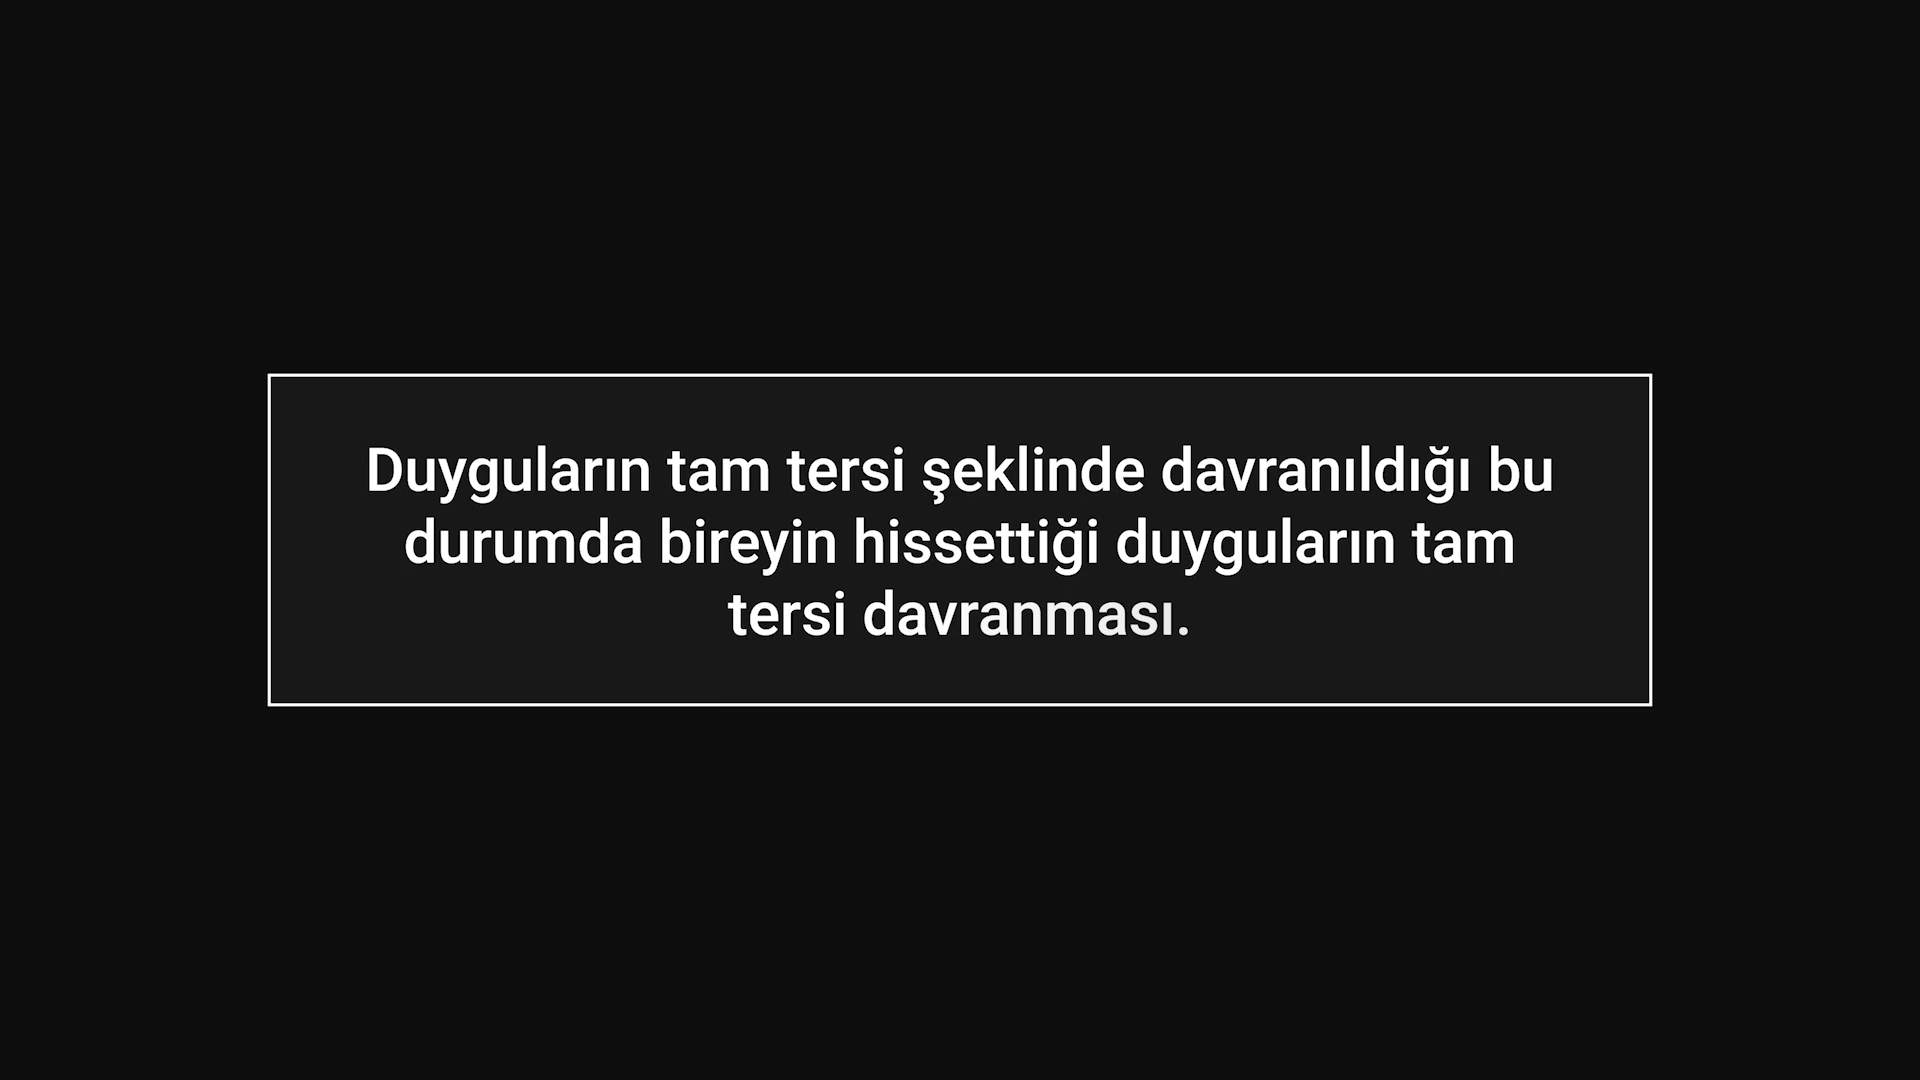 Duyguların tam tersi şeklinde davranıldığı bu
durumda bireyin hissettiği duyguların tam
tersi davranması.